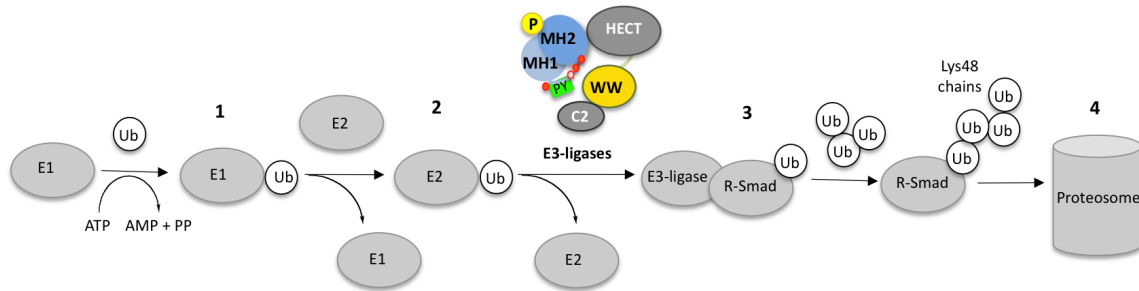 P
MH2
HECT
MH1
PY
WW
C2
1
2
3
4
Lys48
chains
Ub
E2
E3-ligases
Ub
Ub
Ub
Ub
Ub
Ub
Ub
Ub
E1
E1
Ub
E2
Ub
E3-ligase
R-Smad
Ub
R-Smad
Proteosome
ATP
AMP + PP
E1
E2